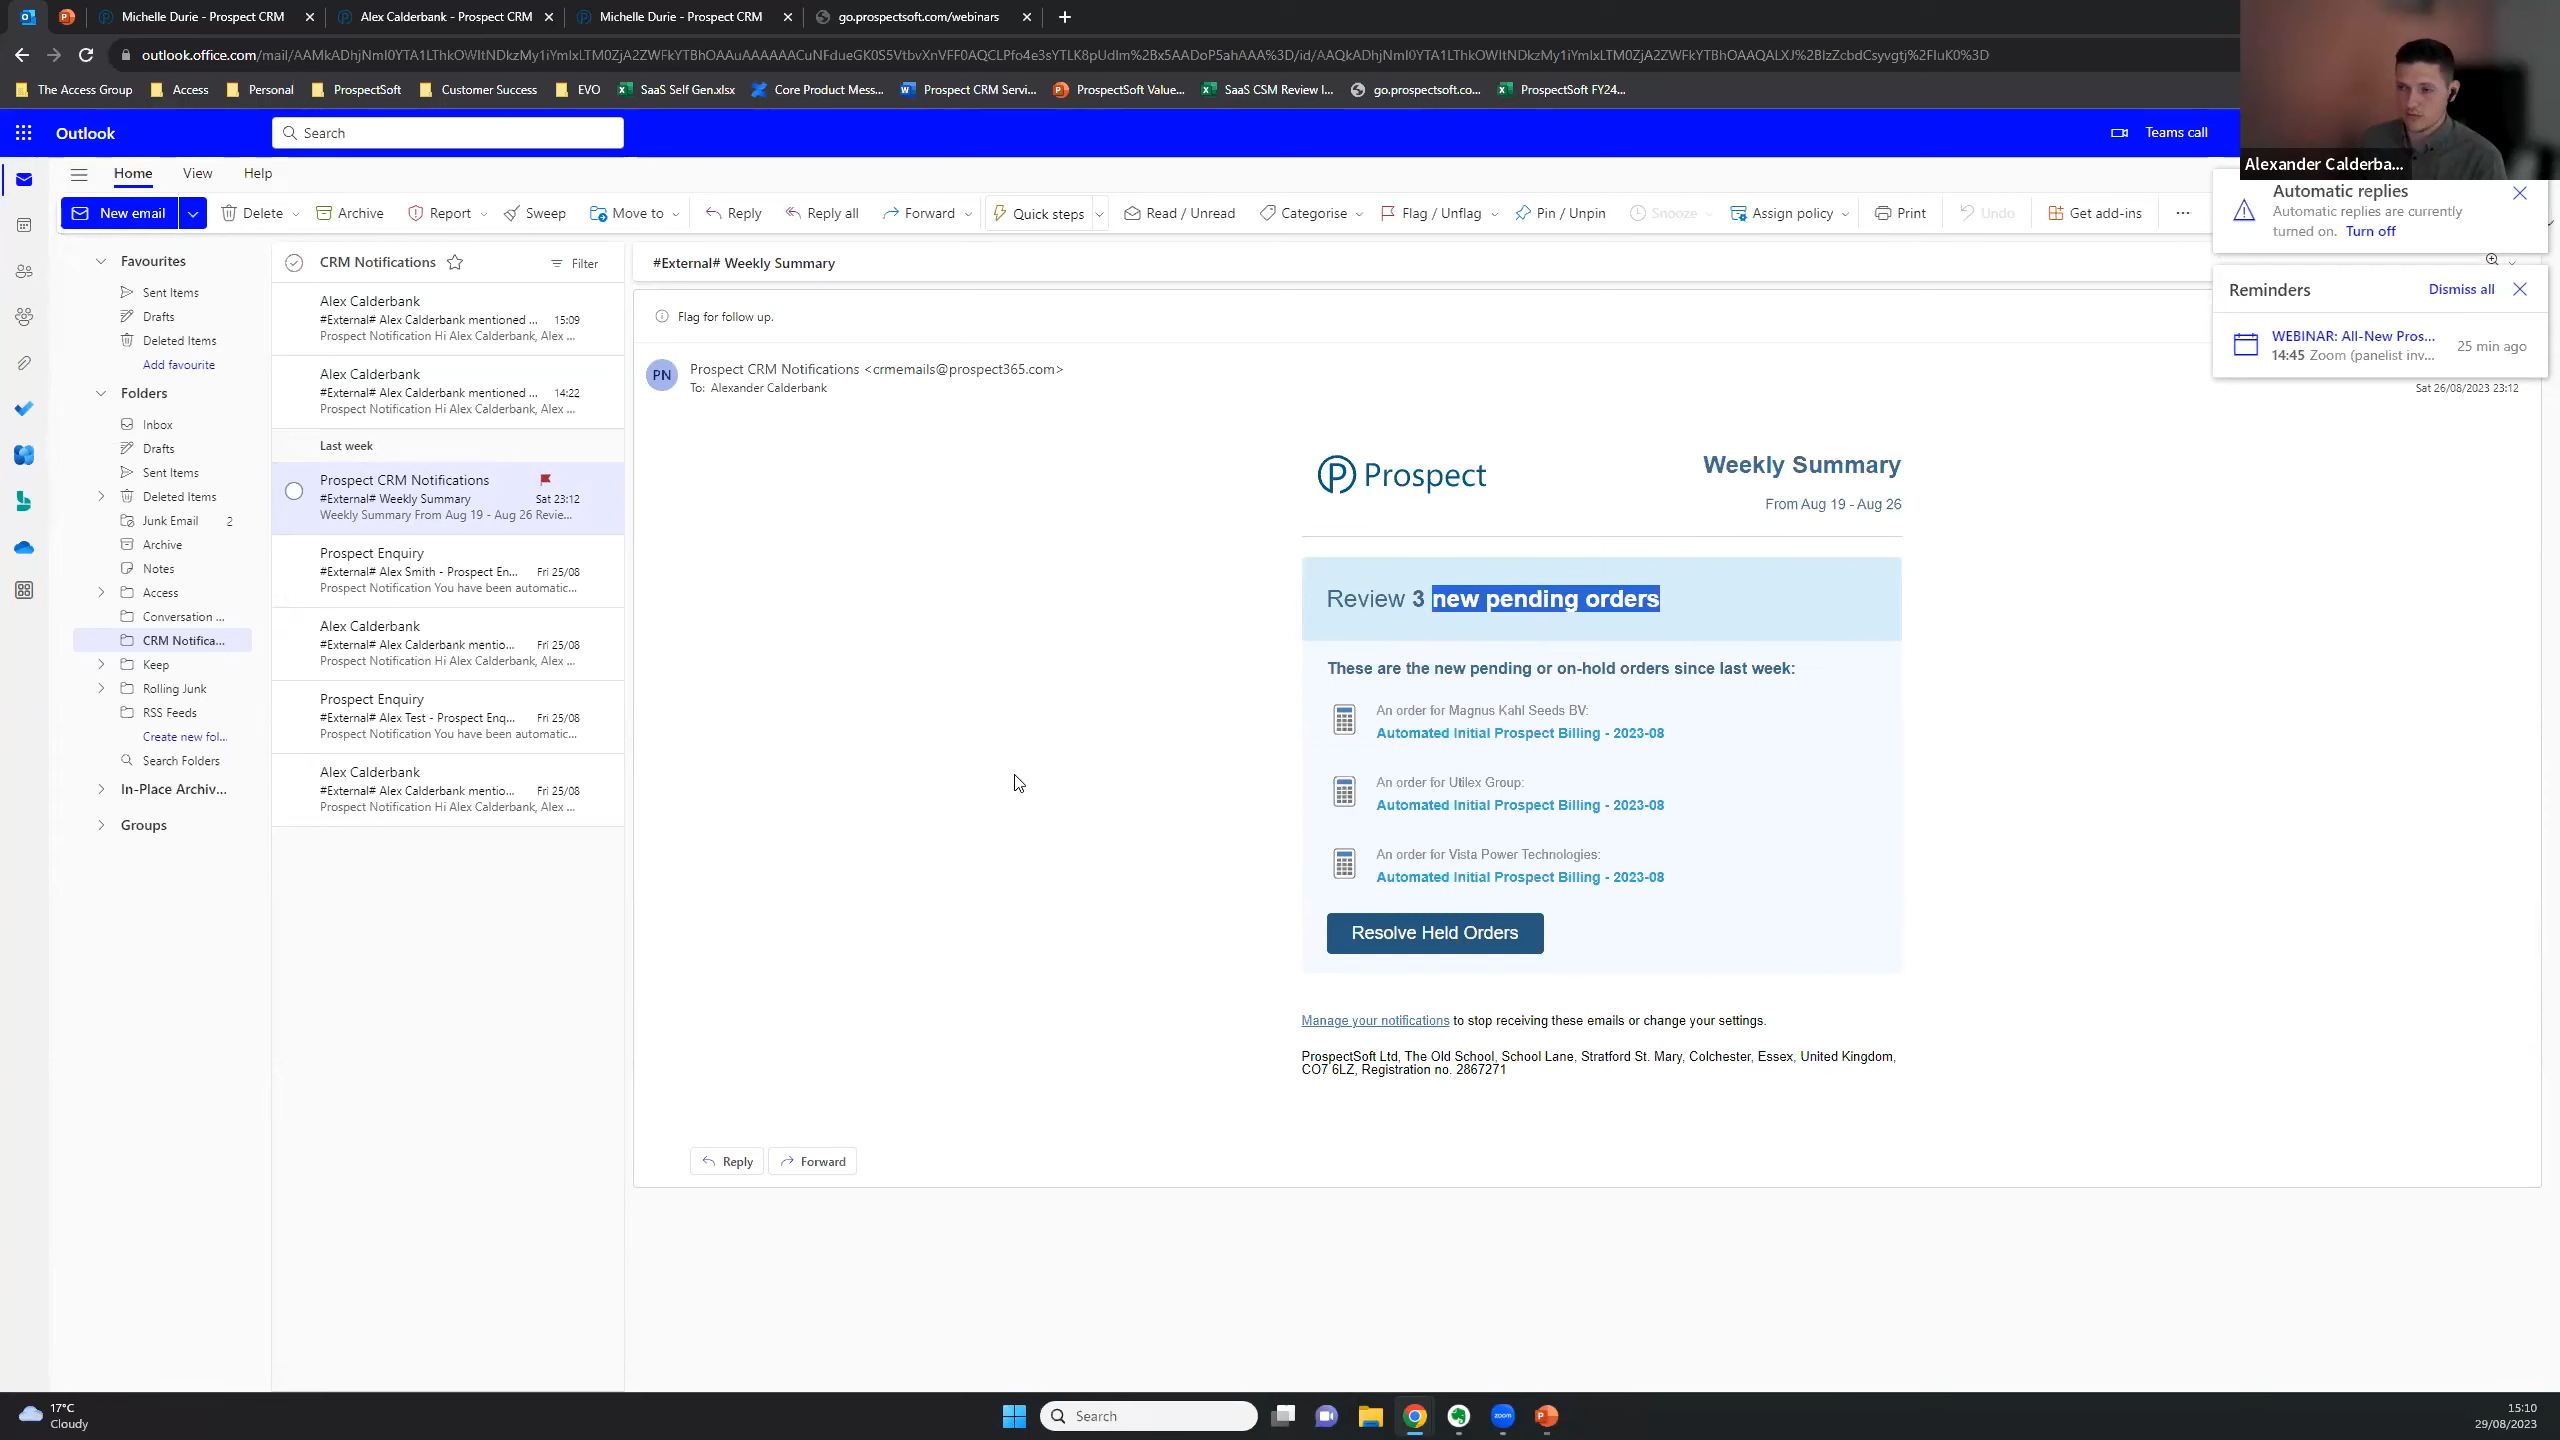 Michelle Durie - Prospect CRM
Alex Calderbank - Prospect CRM
Michelle Durie - Prospect CRM
go.prospectsoft.com/webinars
The Access Group
Access
Personal
ProspectSoft
Customer Success
EVO
SaaS Self Gen.xlsx
Core Product Mess...
Prospect CRM Servi...
ProspectSoft Value...
SaaS CSM Review I...
go.prospectsoft.co...
ProspectSoft FY24...
Outlook
Search
Teams call
Alexander Calderba...
Home
View
Help
New email
Delete
Archive
Report
Sweep
Move to
Reply
Reply all
Forward
Quick steps
Read / Unread
Categorise
Flag / Unflag
Pin / Unpin
Snooze
Assign policy
Print
Undo
Get add-ins
Automatic replies
Automatic replies are currently
turned on. Turn off
Reminders
Dismiss all
WEBINAR: All-New Pros...
14:45 Zoom (panelist inv...
25 min ago
Favourites
Sent Items
Drafts
Deleted Items
Add favourite
Folders
Inbox
Drafts
Sent Items
Deleted Items
Junk Email 2
Archive
Notes
Access
Conversation ...
CRM Notifica...
Keep
Rolling Junk
RSS Feeds
Create new fol...
Search Folders
In-Place Archiv...
Groups
CRM Notifications
Filter
Alex Calderbank
#External# Alex Calderbank mentioned ... 15:09
Prospect Notification Hi Alex Calderbank, Alex ...
Alex Calderbank
#External# Alex Calderbank mentioned ... 14:22
Prospect Notification Hi Alex Calderbank, Alex ...
Last week
Prospect CRM Notifications
#External# Weekly Summary Sat 23:12
Weekly Summary From Aug 19 - Aug 26 Revie...
Prospect Enquiry
#External# Alex Smith - Prospect En... Fri 25/08
Prospect Notification You have been automatic...
Alex Calderbank
#External# Alex Calderbank mentio... Fri 25/08
Prospect Notification Hi Alex Calderbank, Alex ...
Prospect Enquiry
#External# Alex Test - Prospect Enq... Fri 25/08
Prospect Notification You have been automatic...
Alex Calderbank
#External# Alex Calderbank mentio... Fri 25/08
Prospect Notification Hi Alex Calderbank, Alex ...
#External# Weekly Summary
Flag for follow up.
PN
Prospect CRM Notifications <crmemails@prospect365.com>
To: Alexander Calderbank
Sat 26/08/2023 23:12
Prospect
Weekly Summary
From Aug 19 - Aug 26
Review 3 new pending orders
These are the new pending or on-hold orders since last week:
An order for Magnus Kahl Seeds BV:
Automated Initial Prospect Billing - 2023-08
An order for Utilex Group:
Automated Initial Prospect Billing - 2023-08
An order for Vista Power Technologies:
Automated Initial Prospect Billing - 2023-08
Resolve Held Orders
Manage your notifications to stop receiving these emails or change your settings.
ProspectSoft Ltd, The Old School, School Lane, Stratford St. Mary, Colchester, Essex, United Kingdom,
CO7 6LZ, Registration no. 2867271
Reply
Forward
17°C
Cloudy
Search
zoom
15:10
29/08/2023